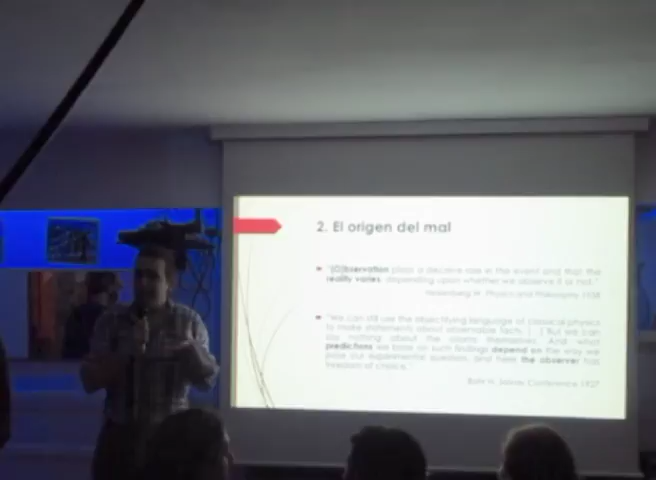 2. El origen del mal
"[O]bservation plays a decisive role in the event and that the
reality varies, depending upon whether we observe it or not."
Heisenberg W. Physics and Philosophy 1958
"We can still use the objectifying language of classical physics
to make statements about observable facts. [...] But we can
say nothing about the atoms themselves. And what
predictions we base on such findings depend on the way we
pose our experimental question, and here the observer has
freedom of choice."
Bohr N. Solvay Conference 1927